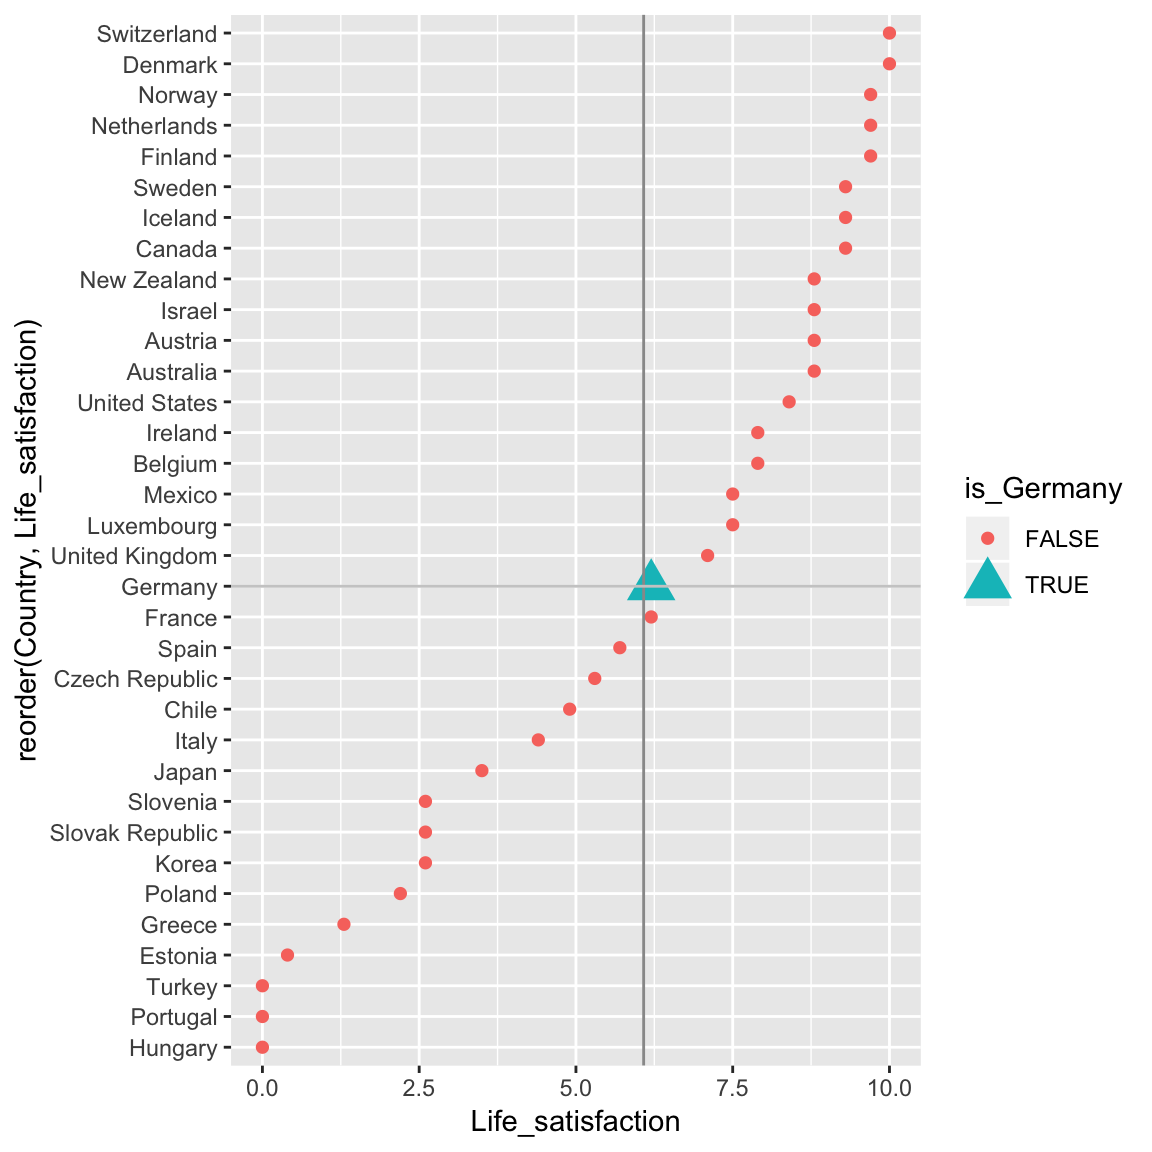 Switzerland
Denmark
Norway
Netherlands
Finland
Sweden
Iceland
Canada
New Zealand
Israel
Austria
Australia
United States
Ireland
Belgium
Mexico
Luxembourg
United Kingdom
Germany
France
Spain
Czech Republic
Chile
Italy
Japan
Slovenia
Slovak Republic
Korea
Poland
Greece
Estonia
Turkey
Portugal
Hungary
reorder(Country, Life_satisfaction)
0.0 2.5 5.0 7.5 10.0
Life_satisfaction
is_Germany
FALSE
TRUE